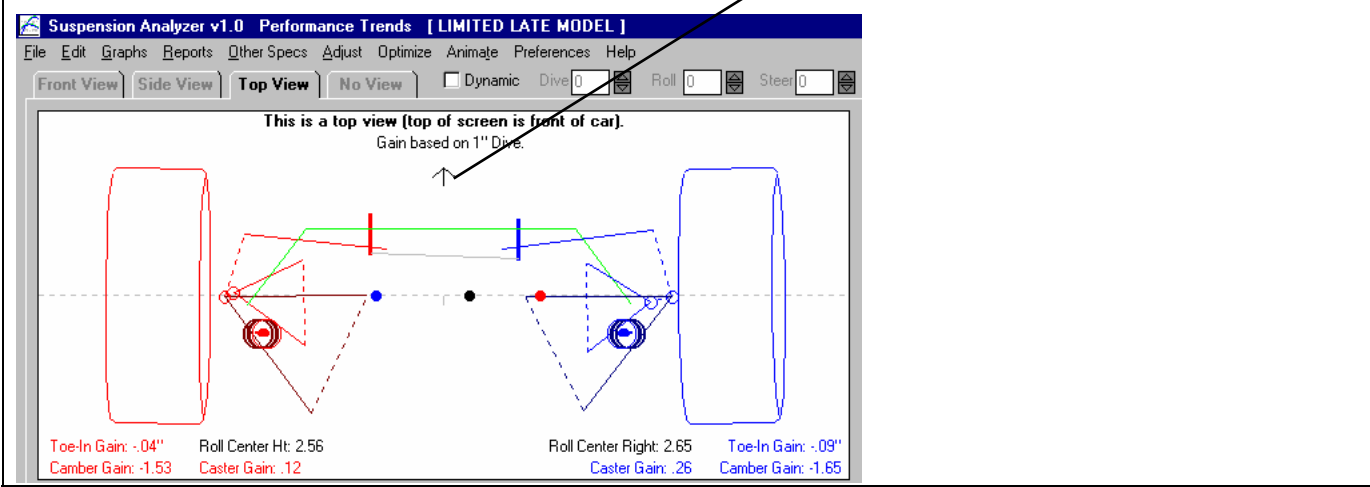 Suspension Analyzer v1.0 Performance Trends [ LIMITED LATE MODEL ]
File Edit Graphs Reports Other Specs Adjust Optimize Animate Preferences Help
Front View Side View Top View No View Dynamic Dive 0 Roll 0 Steer 0
This is a top view (top of screen is front of car).
Gain based on 1" Dive.
Toe-In Gain: -.04" Roll Center Ht: 2.56 Roll Center Right: 2.65 Toe-In Gain: -.09"
Camber Gain: -1.53 Caster Gain: .12 Caster Gain: .26 Camber Gain: -1.65